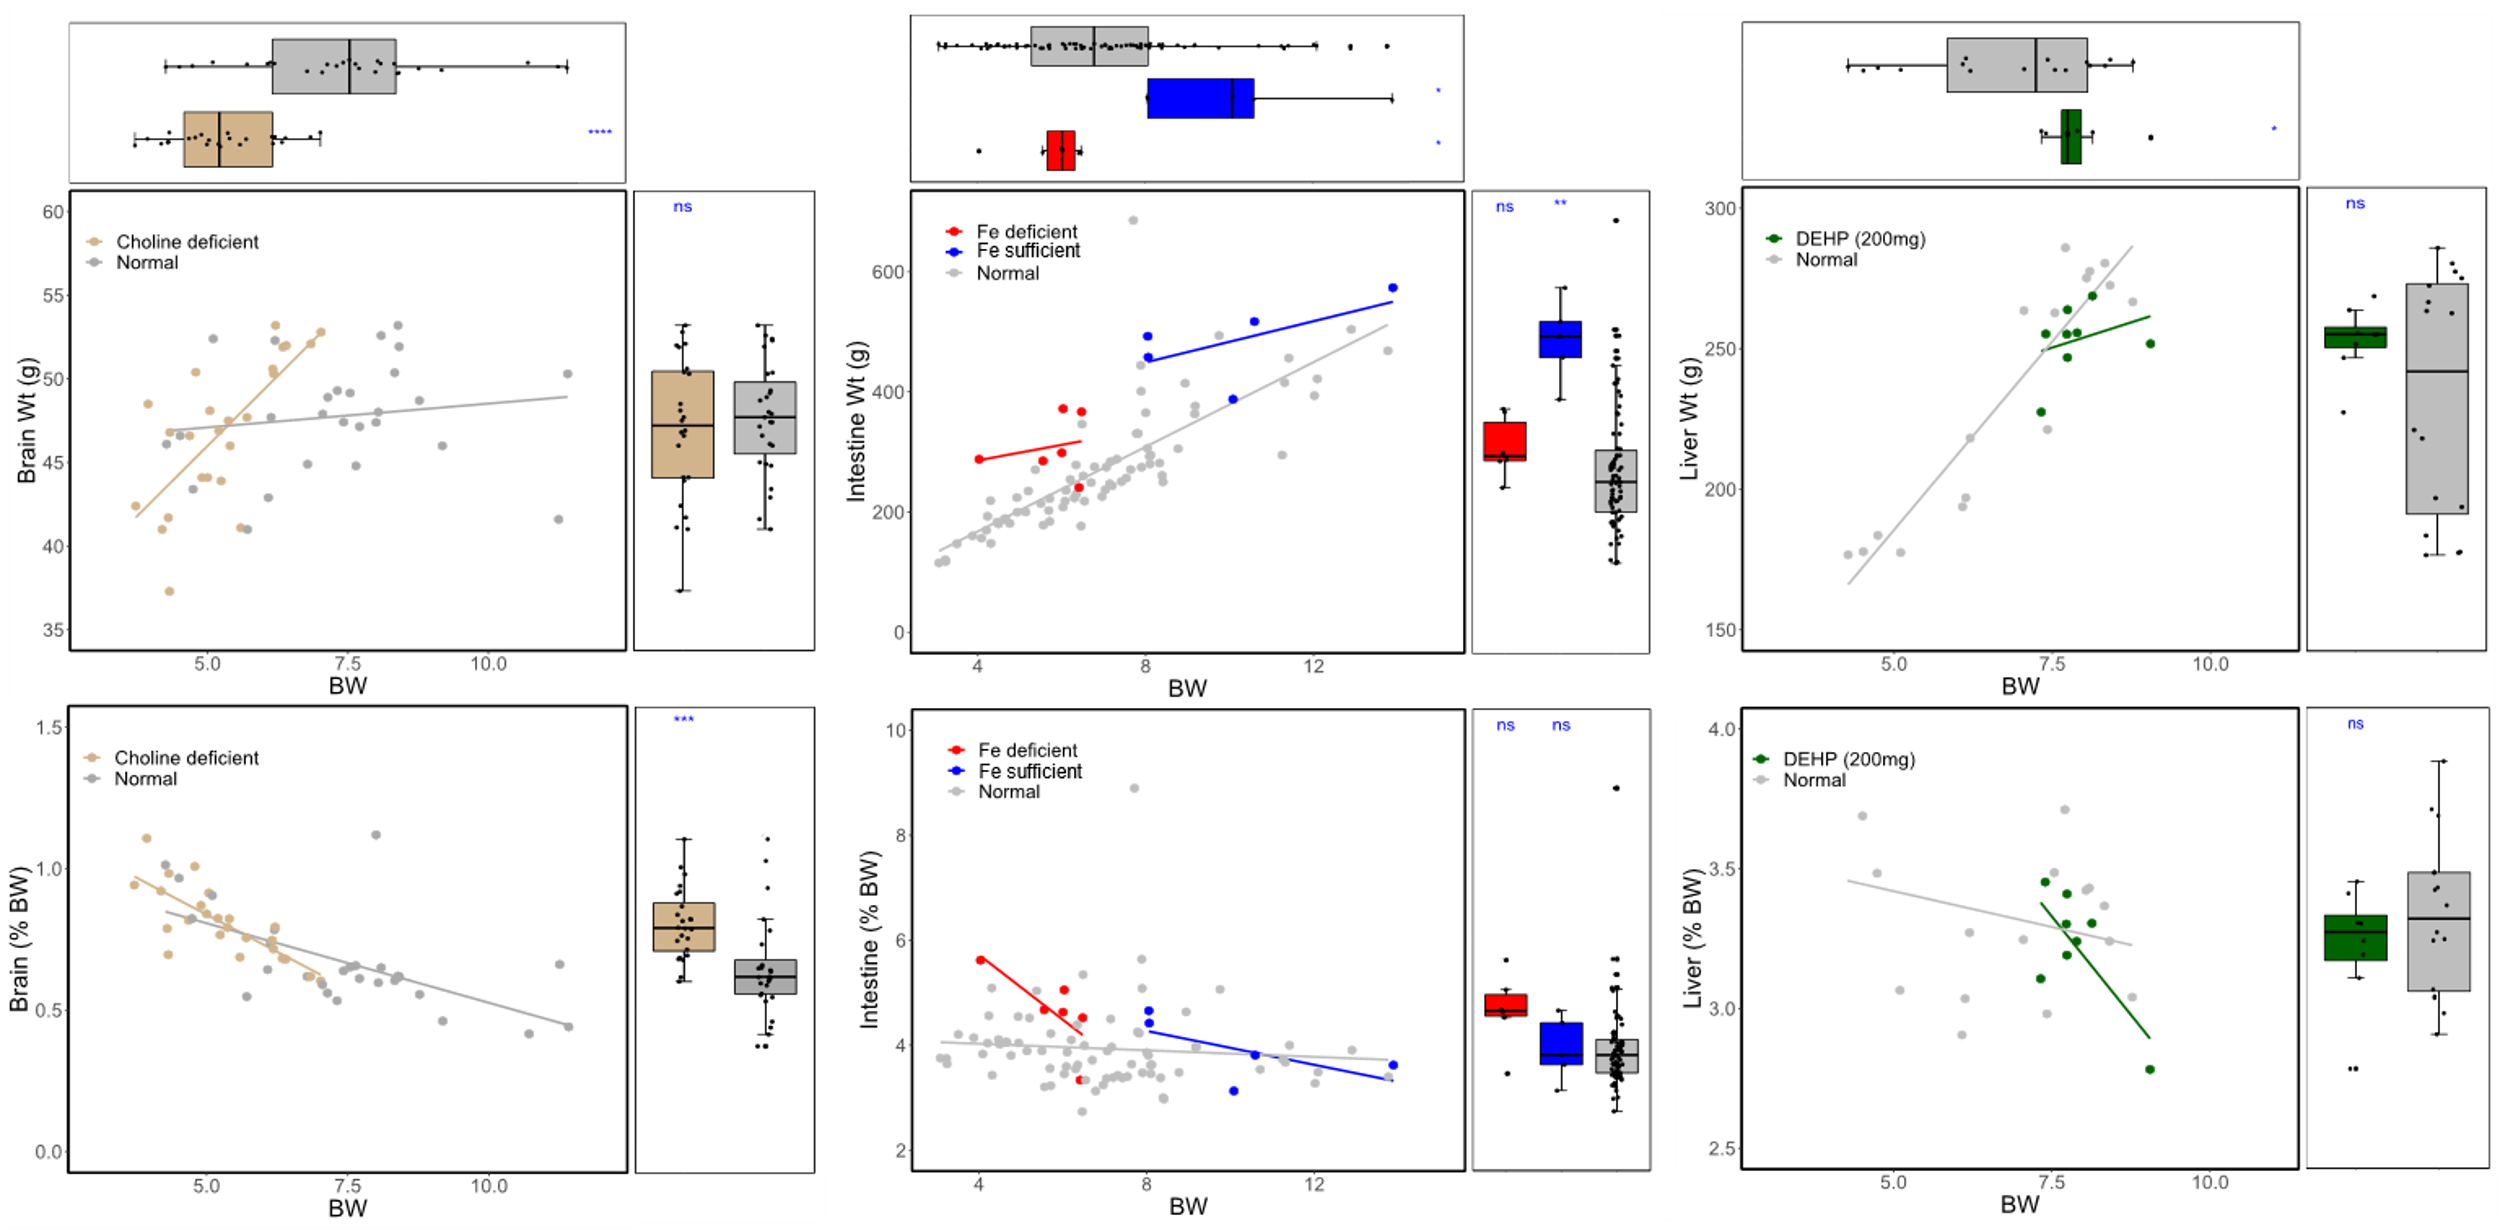 ****
*
*
*
60
55
50
45
40
35
Brain Wt (g)
Choline deficient
Normal
5.0 7.5 10.0
BW
ns
600
400
200
0
Intestine Wt (g)
Fe deficient
Fe sufficient
Normal
4 8 12
BW
ns **
300
250
200
150
Liver Wt (g)
DEHP (200mg)
Normal
5.0 7.5 10.0
BW
ns
1.5
1.0
0.5
0.0
Brain (% BW)
Choline deficient
Normal
5.0 7.5 10.0
BW
***
10
8
6
4
2
Intestine (% BW)
Fe deficient
Fe sufficient
Normal
4 8 12
BW
ns ns
4.0
3.5
3.0
2.5
Liver (% BW)
DEHP (200mg)
Normal
5.0 7.5 10.0
BW
ns